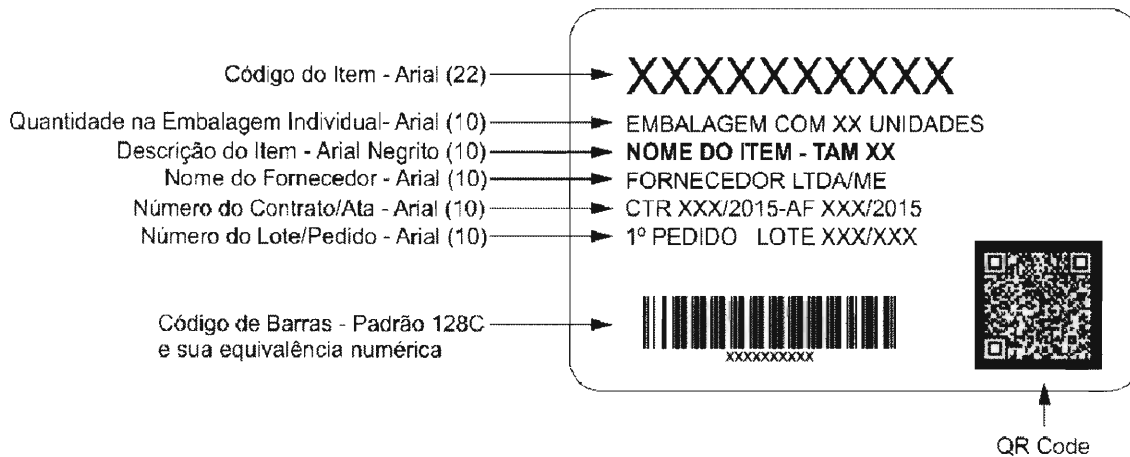 Código do Item - Arial (22)
XXXXXXXXXX
Quantidade na Embalagem Individual- Arial (10)
EMBALAGEM COM XX UNIDADES
Descrição do Item - Arial Negrito (10)
NOME DO ITEM - TAM XX
Nome do Fornecedor - Arial (10)
FORNECEDOR LTDA/ME
Número do Contrato/Ata - Arial (10)
CTR XXX/2015-AF XXX/2015
Número do Lote/Pedido - Arial (10)
1º PEDIDO LOTE XXX/XXX
Código de Barras - Padrão 128C
e sua equivalência numérica
XXXXXXXXXX
QR Code